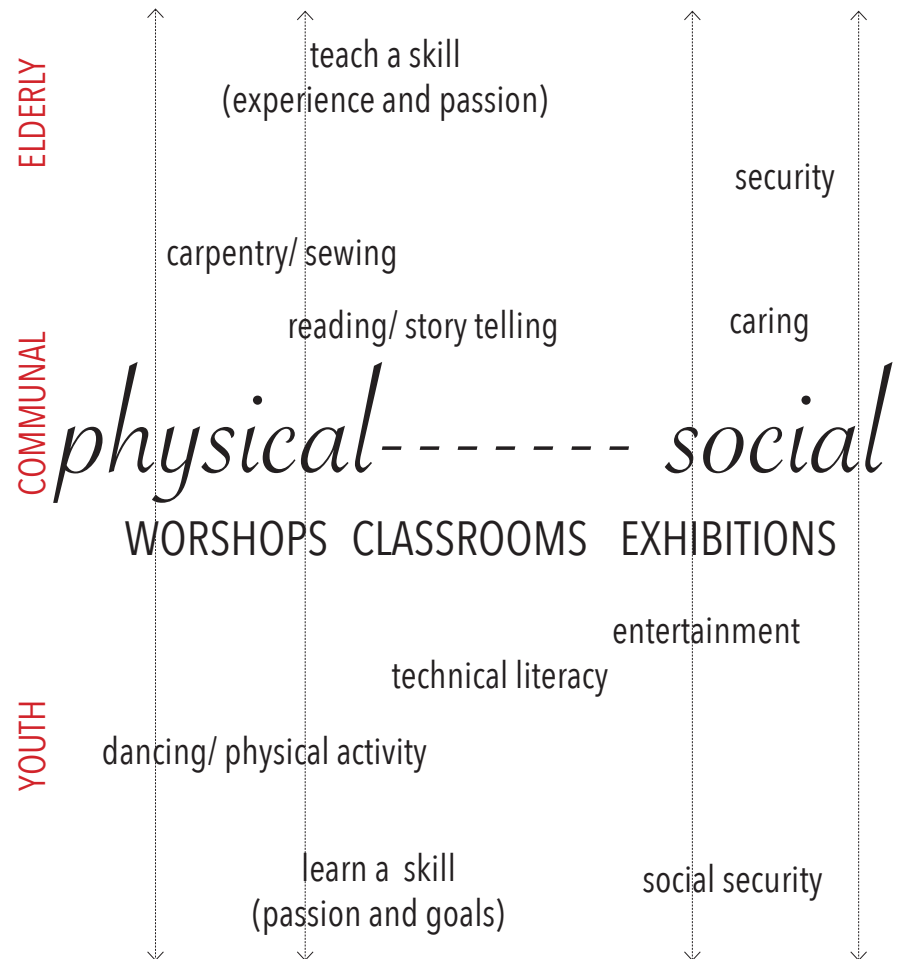 ELDERLY
teach a skill
(experience and passion)
security
carpentry/ sewing
reading/ story telling
caring
COMMUNAL
physical------- social
WORSHOPS CLASSROOMS EXHIBITIONS
entertainment
technical literacy
YOUTH
dancing/ physical activity
learn a skill
(passion and goals)
social security